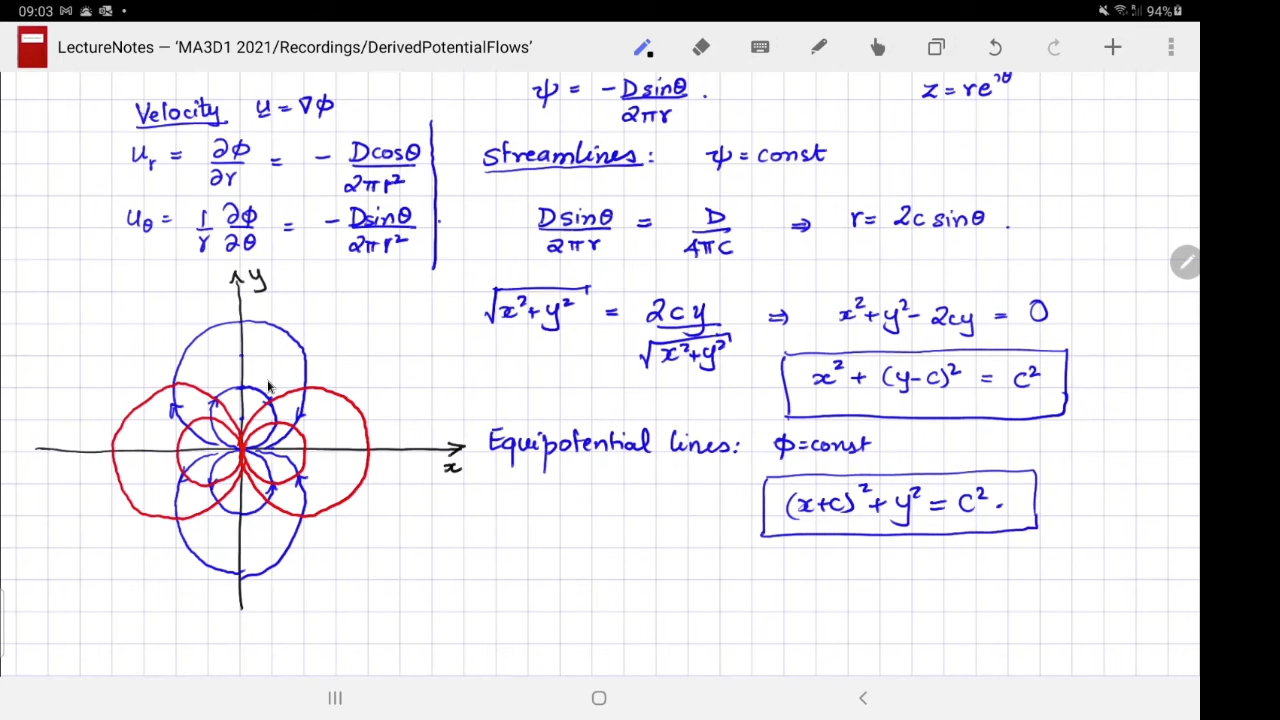 09:03
94%
LectureNotes — ‘MA3D1 2021/Recordings/DerivedPotentialFlows’
Velocity u = ∇ϕ
u_r = ∂ϕ/∂r = - Dcosθ/2πr²
u_θ = 1/r ∂ϕ/∂θ = - Dsinθ/2πr²
y
x
ψ = -Dsinθ/2πr .
z = re^iθ
Streamlines : ψ = const
Dsinθ/2πr = D/4πC ⇒ r = 2c sinθ .
√x²+y² = 2cy/√x²+y² ⇒ x²+y²- 2cy = 0
x² + (y-c)² = c²
Equipotential lines: ϕ=const
(x+c)² + y² = c² .